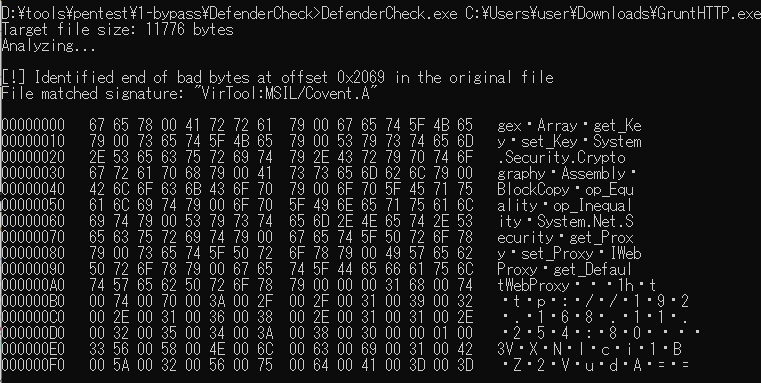 D:¥tools¥pentest¥1-bypass¥DefenderCheck>DefenderCheck.exe C:¥Users¥user¥Downloads¥GruntHTTP.exe
Target file size: 11776 bytes
Analyzing...
[!] Identified end of bad bytes at offset 0x2069 in the original file
File matched signature: "VirTool:MSIL/Covent.A"
00000000 67 65 78 00 41 72 72 61 79 00 67 65 74 5F 4B 65 gex·Array·get_Ke
00000010 79 00 73 65 74 5F 4B 65 79 00 53 79 73 74 65 6D y·set_Key·System
00000020 2E 53 65 63 75 72 69 74 79 2E 43 72 79 70 74 6F .Security.Crypto
00000030 67 72 61 70 68 79 00 41 73 73 65 6D 62 6C 79 00 graphy·Assembly·
00000040 42 6C 6F 63 6B 43 6F 70 79 00 6F 70 5F 45 71 75 BlockCopy·op_Equ
00000050 61 6C 69 74 79 00 6F 70 5F 49 6E 65 71 75 61 6C ality·op_Inequal
00000060 69 74 79 00 53 79 73 74 65 6D 2E 4E 65 74 2E 53 ity·System.Net.S
00000070 65 63 75 72 69 74 79 00 67 65 74 5F 50 72 6F 78 ecurity·get_Prox
00000080 79 00 73 65 74 5F 50 72 6F 78 79 00 49 57 65 62 y·set_Proxy·IWeb
00000090 50 72 6F 78 79 00 67 65 74 5F 44 65 66 61 75 6C Proxy·get_Defaul
000000A0 74 57 65 62 50 72 6F 78 79 00 00 00 31 68 00 74 tWebProxy···1h·t
000000B0 00 74 00 70 00 3A 00 2F 00 2F 00 31 00 39 00 32 ·t·p·:·/·/·1·9·2
000000C0 00 2E 00 31 00 36 00 38 00 2E 00 31 00 31 00 2E ·.·1·6·8·.·1·1·.
000000D0 00 32 00 35 00 34 00 3A 00 38 00 30 00 00 01 00 ·2·5·4·:·8·0····
000000E0 33 56 00 58 00 4E 00 6C 00 63 00 69 00 31 00 42 3V·X·N·l·c·i·1·B
000000F0 00 5A 00 32 00 56 00 75 00 64 00 41 00 3D 00 3D ·Z·2·V·u·d·A·=·=